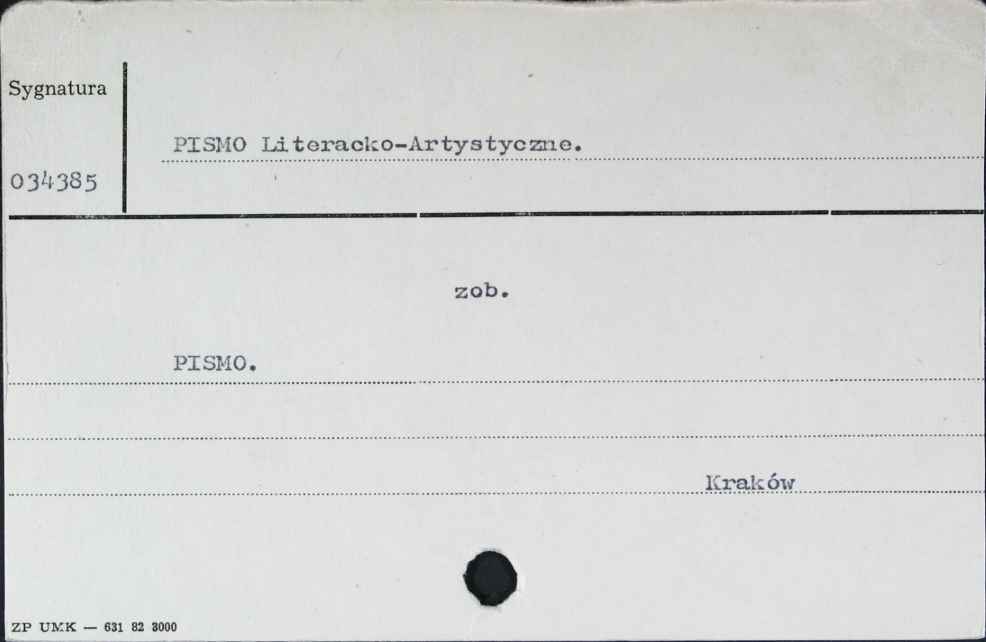 Sygnatura
PISMO Literacko-Artystyczne.
034385
zob.
PISMO.
Kraków
ZP UMK — 631 82 3000